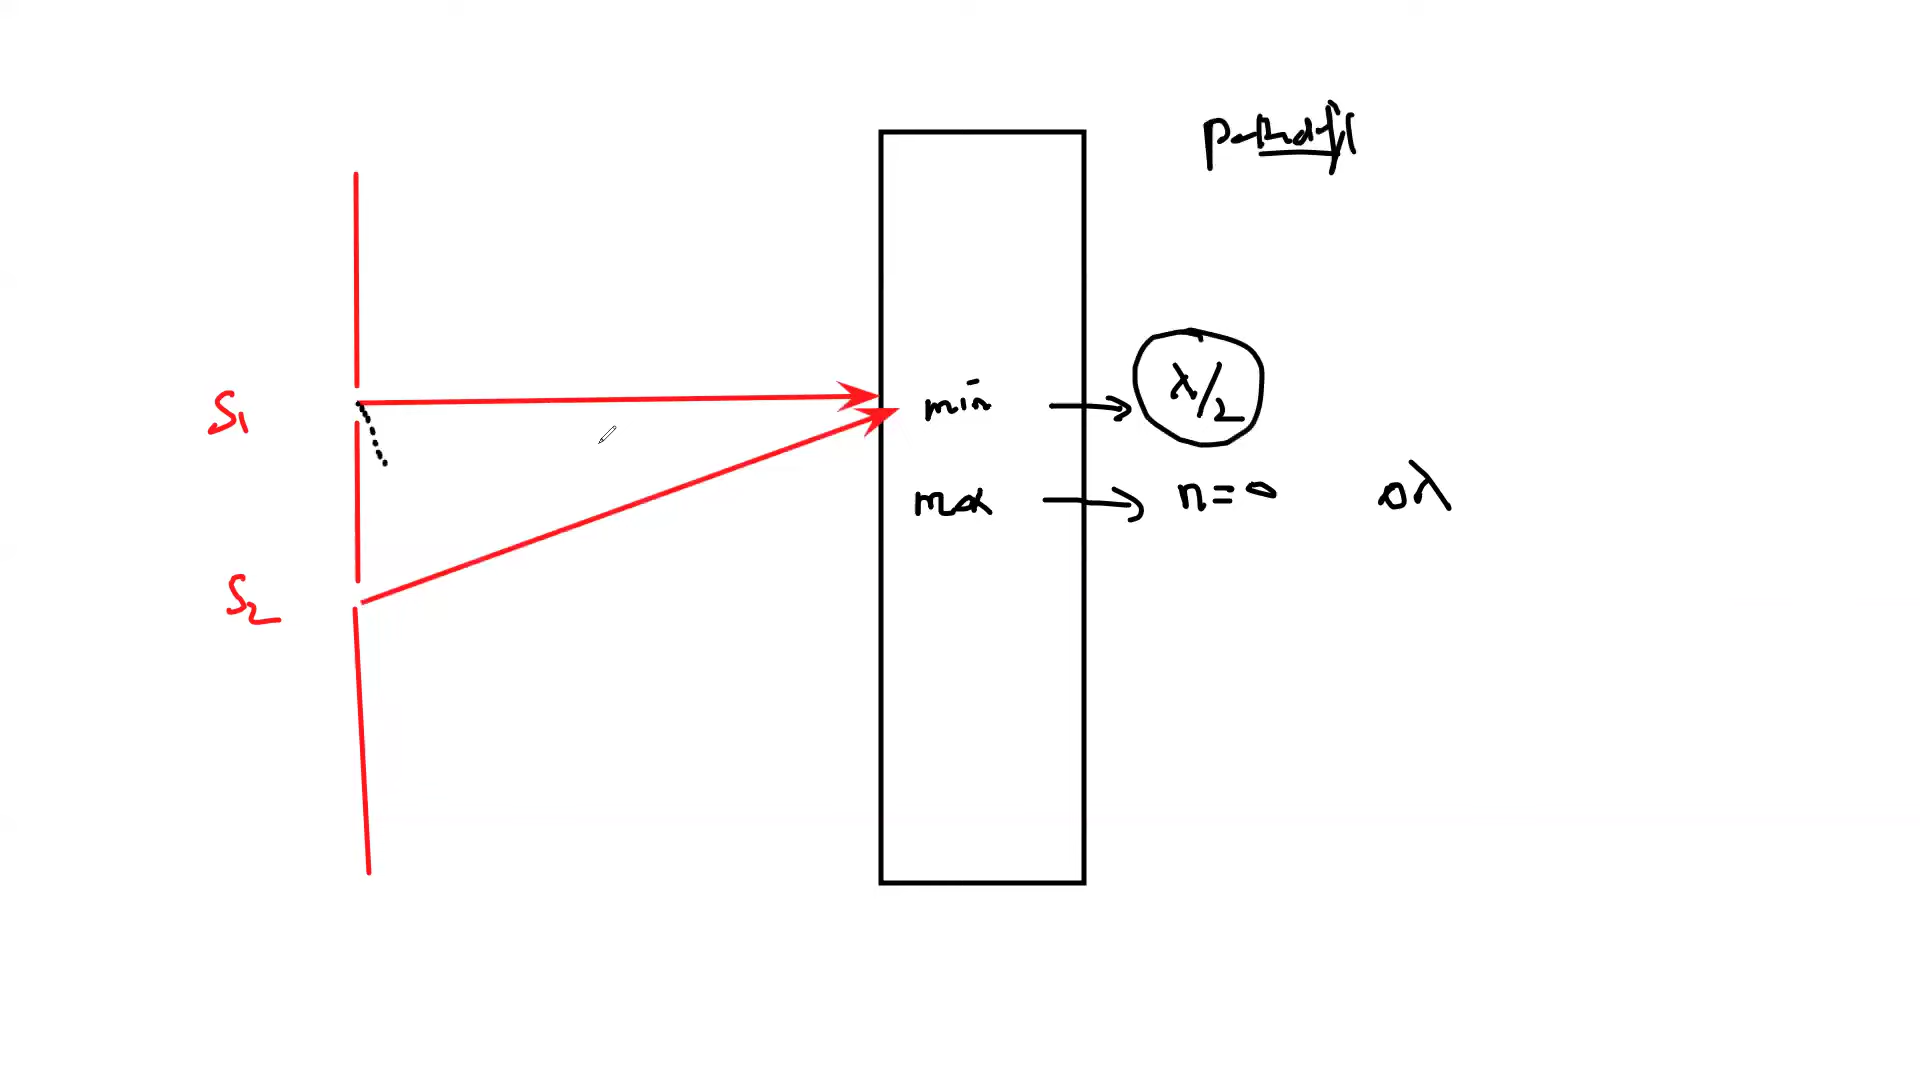 path diff
S1
min → λ/2
max → n=0 0λ
S2